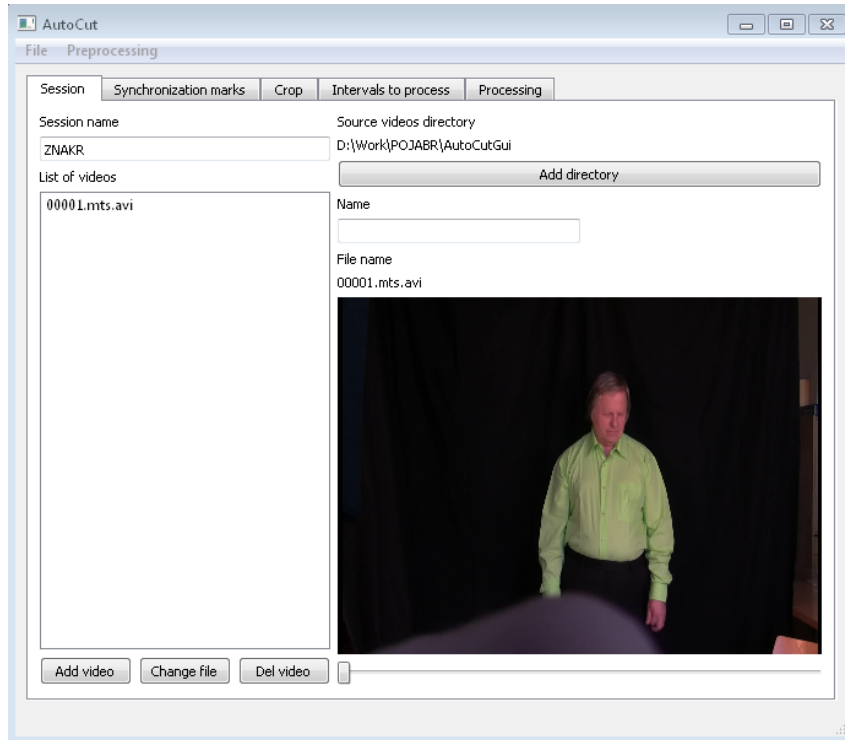 AutoCut
File Preprocessing
Session Synchronization marks Crop Intervals to process Processing
Session name
ZNAKR
List of videos
00001.mts.avi
Add video Change file Del video
Source videos directory
D:\Work\POJABR\AutoCutGui
Add directory
Name
File name
00001.mts.avi